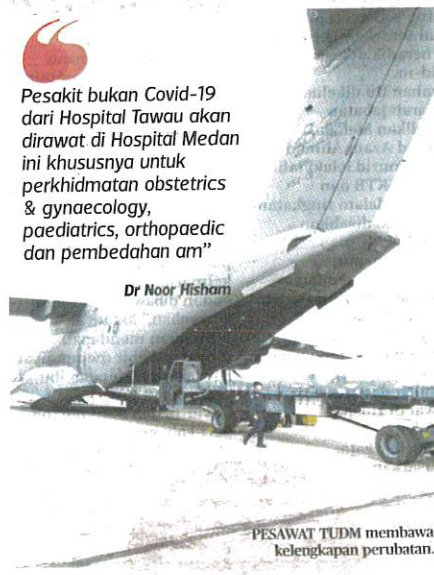 Pesakit bukan Covid-19
dari Hospital Tawau akan
dirawat di Hospital Medan
ini khususnya untuk
perkhidmatan obstetrics
& gynaecology,
paediatrics, orthopaedic
dan pembedahan am”
Dr Noor Hisham
PESAWAT TUDM membawa
kelengkapan perubatan.